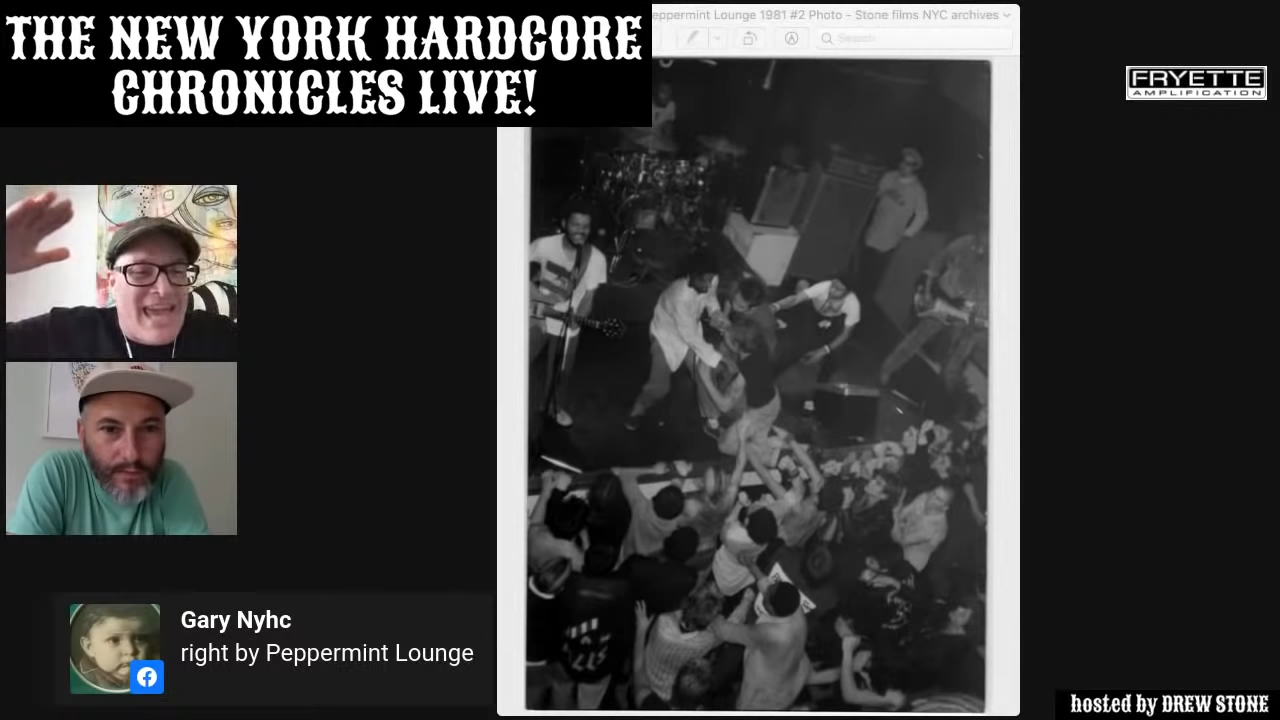 THE NEW YORK HARDCORE
CHRONICLES LIVE!
eppermint Lounge 1981 #2 Photo - Stone films NYC archives
Search
FRYETTE
AMPLIFICATION
Gary Nyhc
right by Peppermint Lounge
hosted by DREW STONE